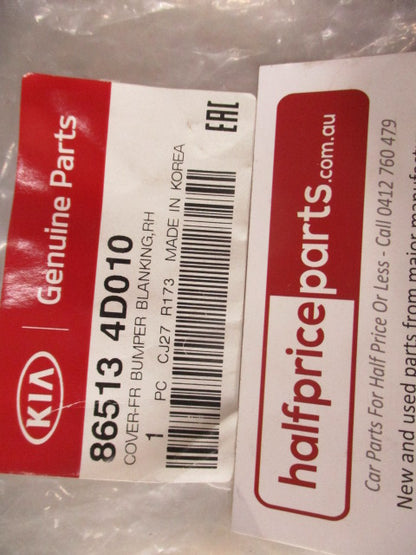 KIA
Genuine Parts
86513 4D010
COVER-FR BUMPER BLANKING,RH
1 PC CJ27 R173 MADE IN KOREA
EAC
halfpriceparts.com.au
Car Parts For Half Price Or Less - Call 0412 760 479
New and used parts from major